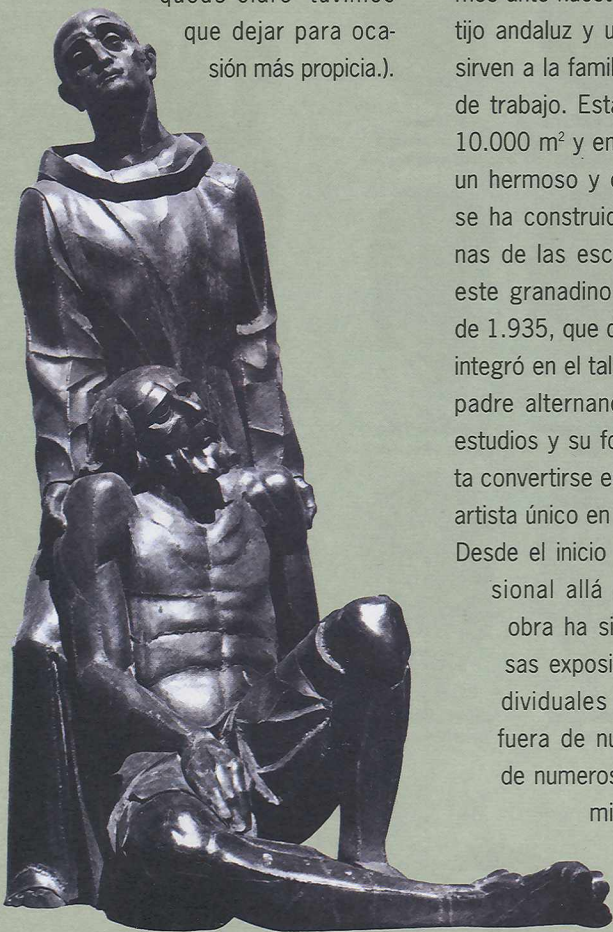 que dejar para oca-
sión más propicia.).
tijo andaluz y u
sirven a la famil
de trabajo. Esta
10.000 m² y en
un hermoso y
se ha construid
nas de las esc
este granadino
de 1.935, que
integró en el tal
padre alternand
estudios y su fo
ta convertirse e
artista único en
Desde el inicio
sional allá
obra ha si
sas exposi
dividuales
fuera de nu
de numeros
mi